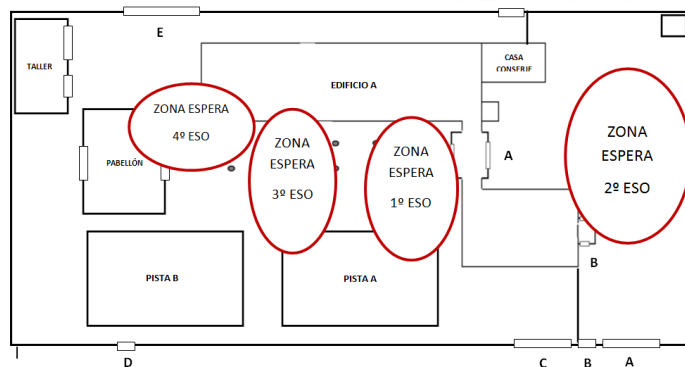 E
TALLER
CASA
CONSERJE
EDIFICIO A
ZONA ESPERA
4º ESO
PABELLÓN
ZONA
ESPERA
3º ESO
ZONA
ESPERA
1º ESO
A
ZONA
ESPERA
2º ESO
B
PISTA B
PISTA A
D
C
B
A